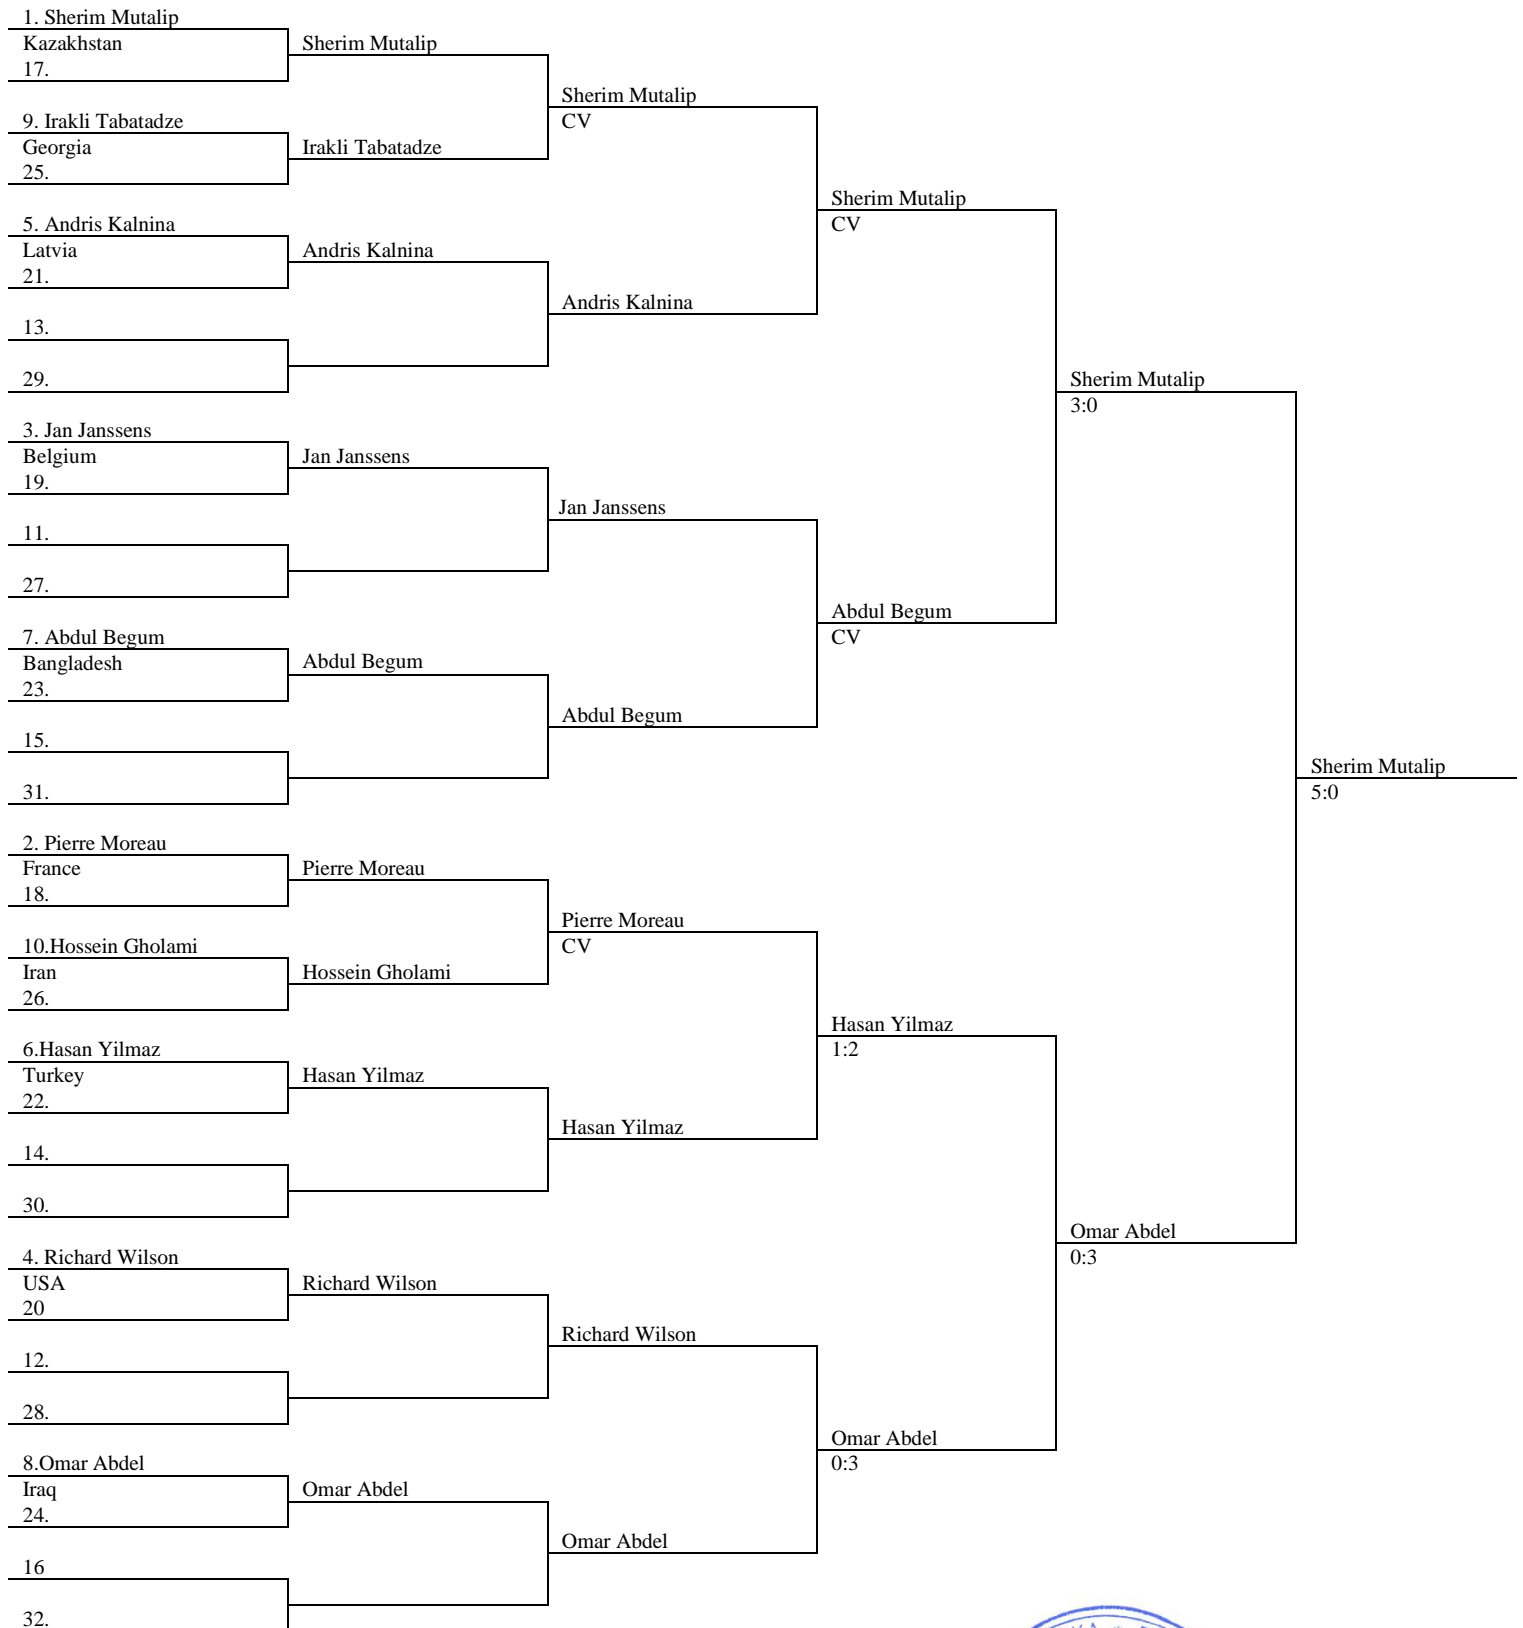 1. Sherim Mutalip
Kazakhstan
17.
9. Irakli Tabatadze
Georgia
25.
5. Andris Kalnina
Latvia
21.
13.
29.
3. Jan Janssens
Belgium
19.
11.
27.
7. Abdul Begum
Bangladesh
23.
15.
31.
2. Pierre Moreau
France
18.
10.Hossein Gholami
Iran
26.
6.Hasan Yilmaz
Turkey
22.
14.
30.
4. Richard Wilson
USA
20
12.
28.
8.Omar Abdel
Iraq
24.
16
32.
Sherim Mutalip
Irakli Tabatadze
Andris Kalnina
Jan Janssens
Abdul Begum
Pierre Moreau
Hossein Gholami
Hasan Yilmaz
Richard Wilson
Omar Abdel
Sherim Mutalip
CV
Andris Kalnina
Jan Janssens
Abdul Begum
Pierre Moreau
CV
Hasan Yilmaz
Richard Wilson
Omar Abdel
Sherim Mutalip
CV
Abdul Begum
CV
Hasan Yilmaz
1:2
Omar Abdel
0:3
Sherim Mutalip
3:0
Omar Abdel
0:3
Sherim Mutalip
5:0